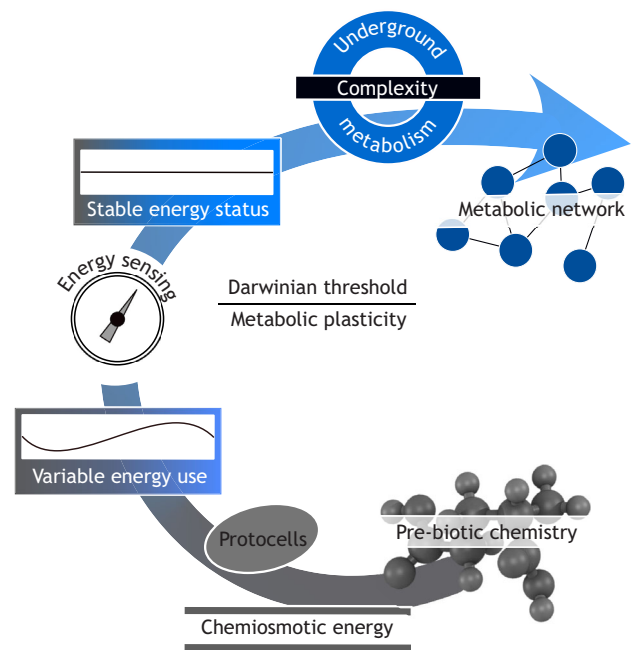 Underground
Complexity
metabolism
Stable energy status
Metabolic network
Energy sensing
Darwinian threshold
Metabolic plasticity
Variable energy use
Protocells
Pre-biotic chemistry
Chemiosmotic energy